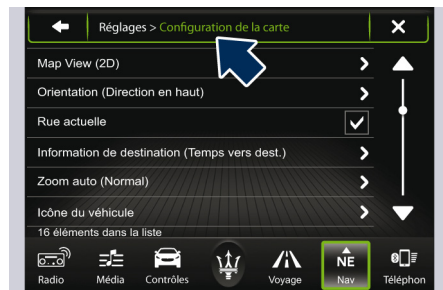 Réglages > Configuration de la carte
Map View (2D)
Orientation (Direction en haut)
Rue actuelle
Information de destination (Temps vers dest.)
Zoom auto (Normal)
Icône du véhicule
16 éléments dans la liste
NE
Radio Média Contrôles Voyage Nav Téléphon